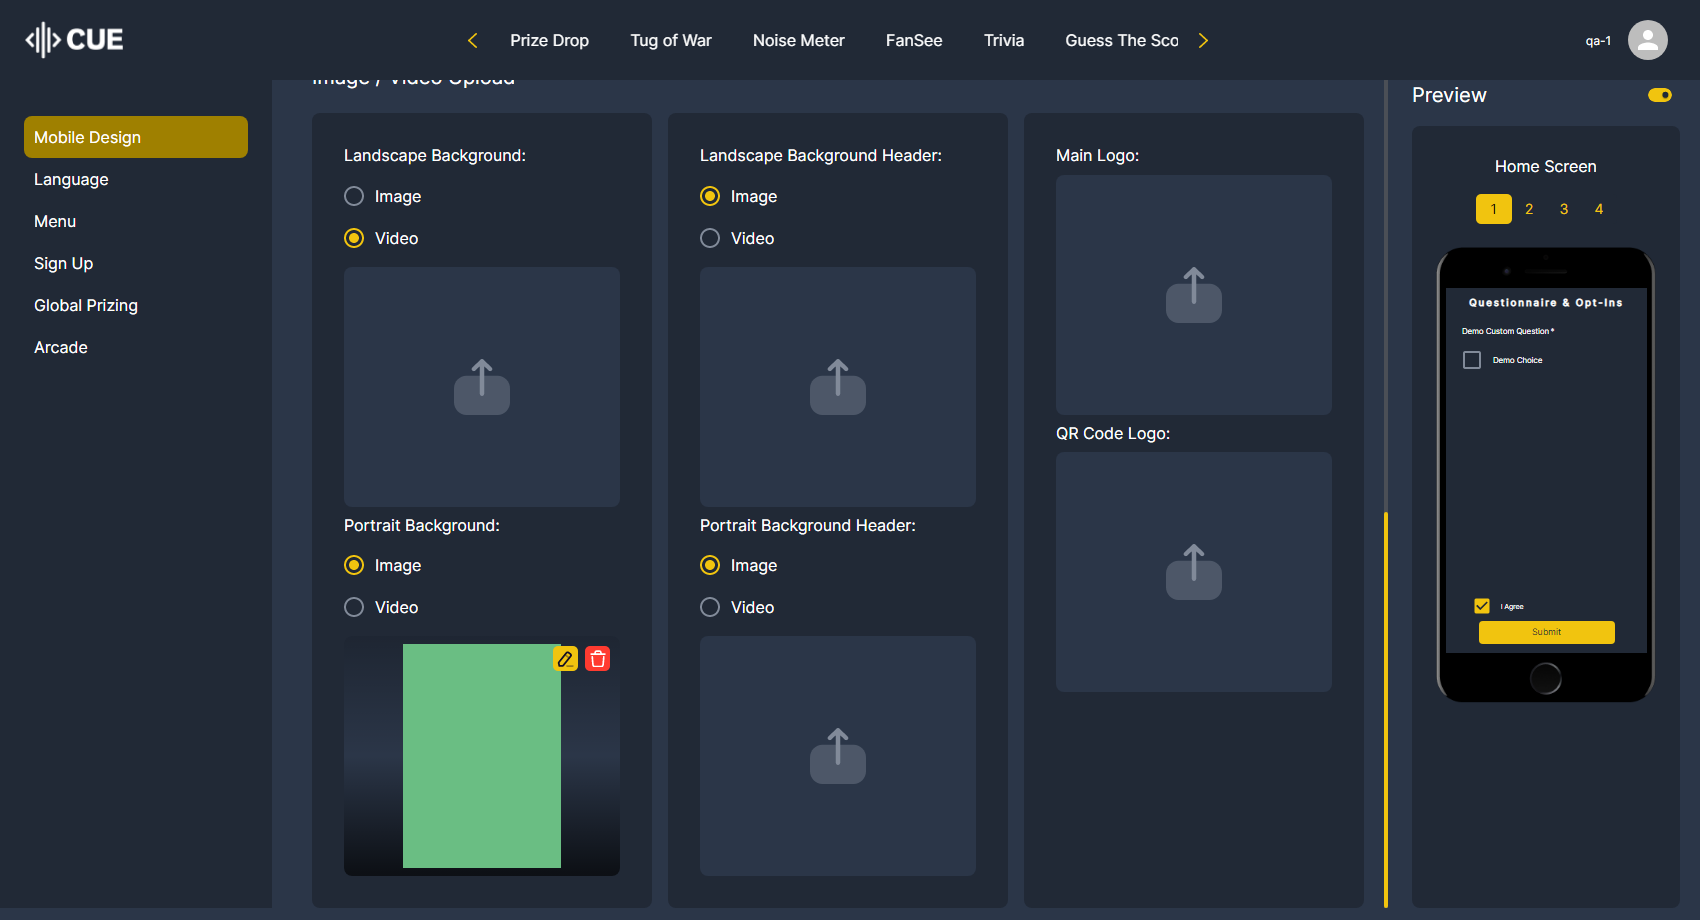 CUE
Prize Drop
Tug of War
Noise Meter
FanSee
Trivia
Guess The Sco
qa-1
Mobile Design
Language
Menu
Sign Up
Global Prizing
Arcade
Image / Video Upload
Landscape Background:
Image
Video
Portrait Background:
Image
Video
Landscape Background Header:
Image
Video
Portrait Background Header:
Image
Video
Main Logo:
QR Code Logo:
Preview
Home Screen
1 2 3 4
Questionnaire & Opt-Ins
Demo Custom Question *
Demo Choice
I Agree
Submit